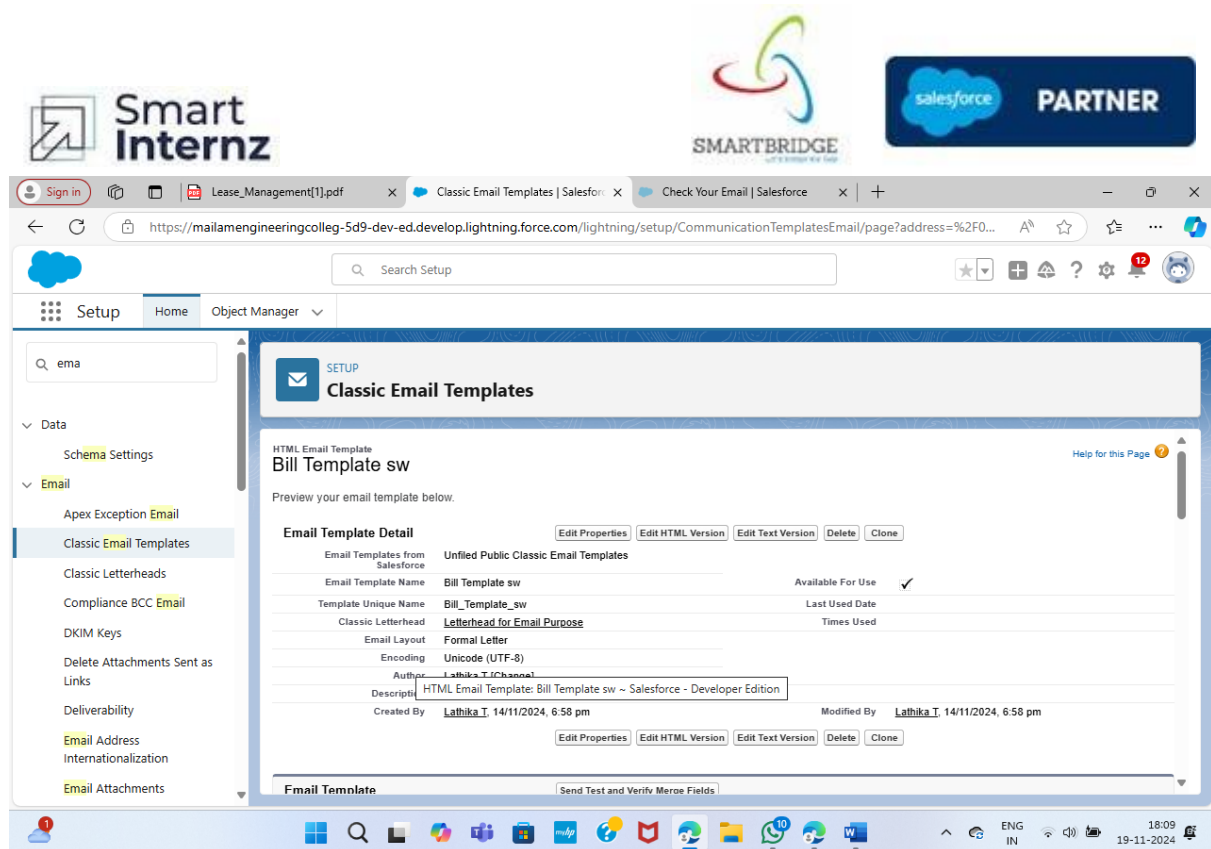 Smart
Internz
SMARTBRIDGE
salesforce PARTNER
Sign in
Lease_Management[1].pdf
Classic Email Templates | Salesforc
Check Your Email | Salesforce
https://mailamengineeringcolleg-5d9-dev-ed.develop.lightning.force.com/lightning/setup/CommunicationTemplatesEmail/page?address=%2F0...
Search Setup
12
Setup Home Object Manager
ema
SETUP
Classic Email Templates
Data
Schema Settings
Email
Apex Exception Email
Classic Email Templates
Classic Letterheads
Compliance BCC Email
DKIM Keys
Delete Attachments Sent as
Links
Deliverability
Email Address
Internationalization
Email Attachments
HTML Email Template
Bill Template sw
Help for this Page
Preview your email template below.
Email Template Detail Edit Properties Edit HTML Version Edit Text Version Delete Clone
Email Templates from
Salesforce Unfiled Public Classic Email Templates
Email Template Name Bill Template sw Available For Use ✓
Template Unique Name Bill_Template_sw Last Used Date
Classic Letterhead Letterhead for Email Purpose Times Used
Email Layout Formal Letter
Encoding Unicode (UTF-8)
Author Lathika T [Change]
Descripti
HTML Email Template: Bill Template sw ~ Salesforce - Developer Edition
Created By Lathika T, 14/11/2024, 6:58 pm Modified By Lathika T, 14/11/2024, 6:58 pm
Edit Properties Edit HTML Version Edit Text Version Delete Clone
Email Template Send Test and Verify Merge Fields
1
myhp
10
ENG
IN
18:09
19-11-2024